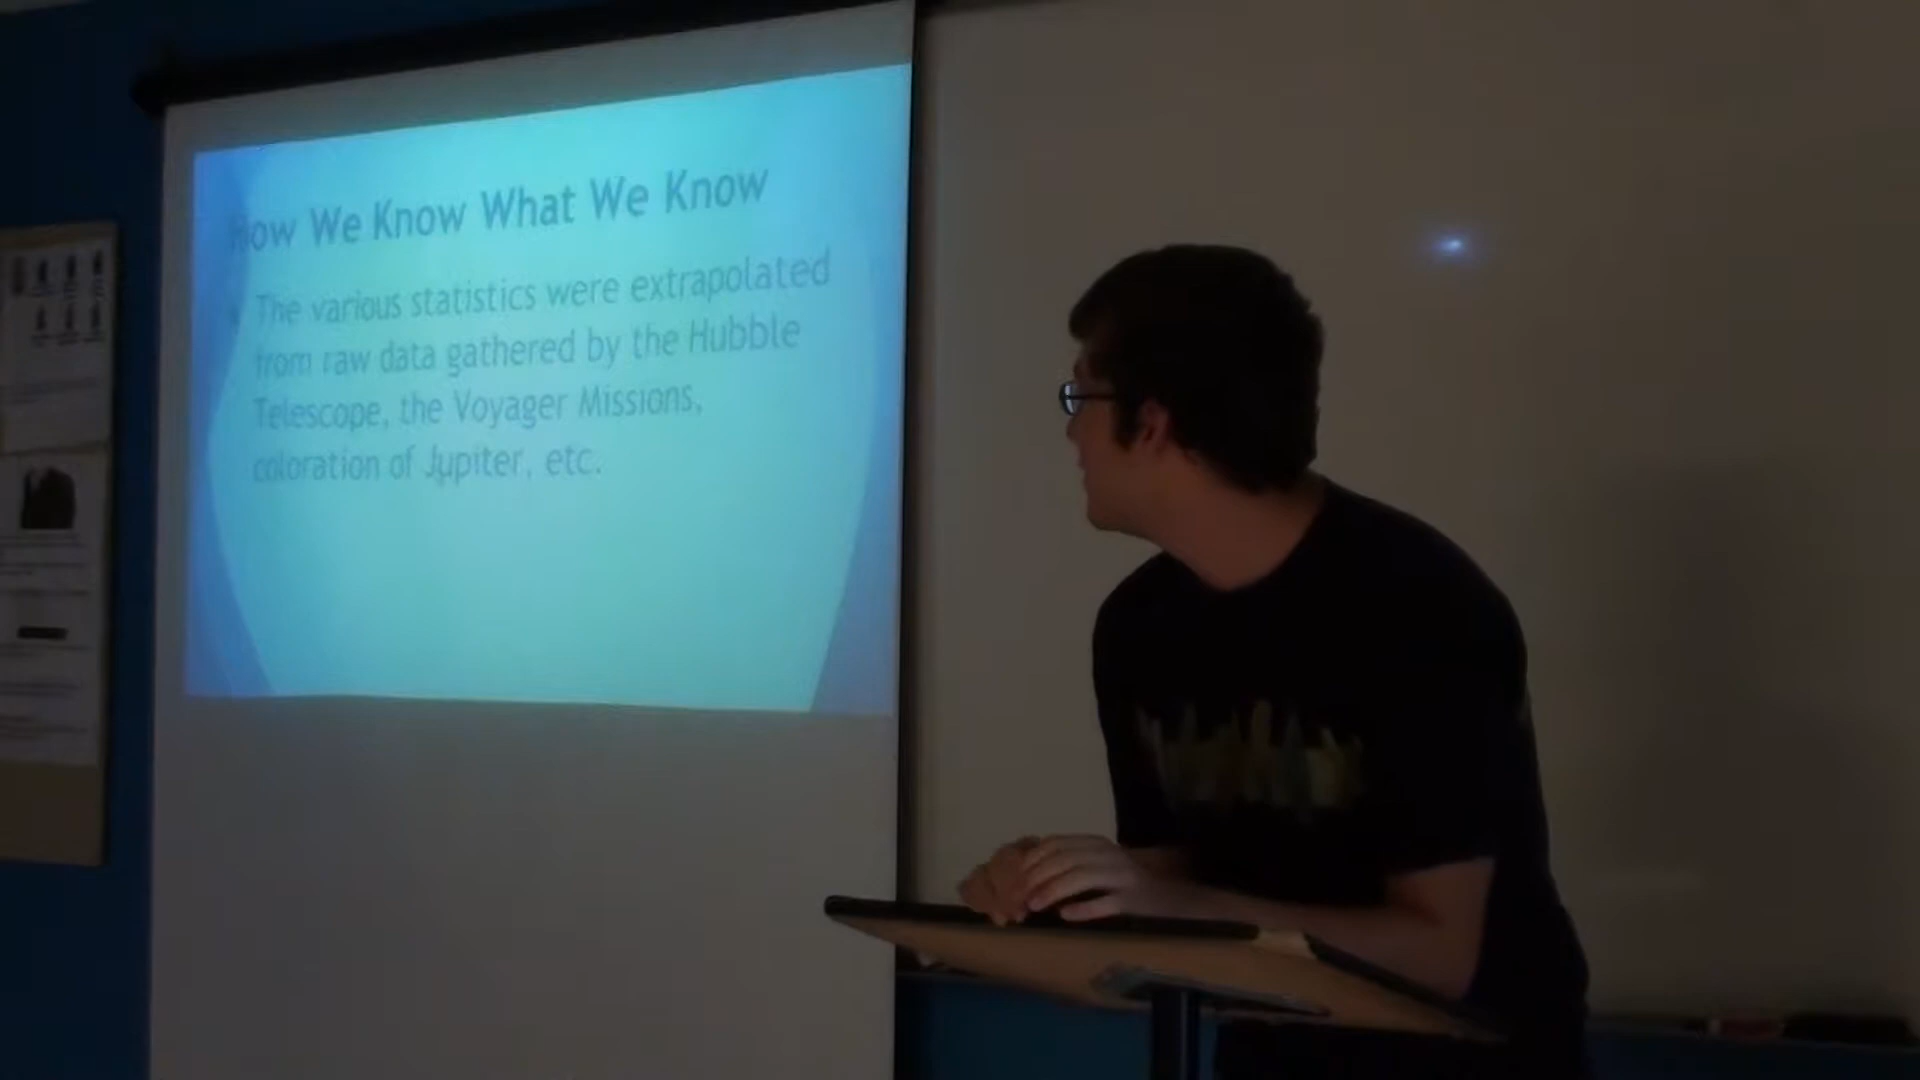 How We Know What We Know
The various statistics were extrapolated
from raw data gathered by the Hubble
Telescope, the Voyager Missions,
coloration of Jupiter, etc.